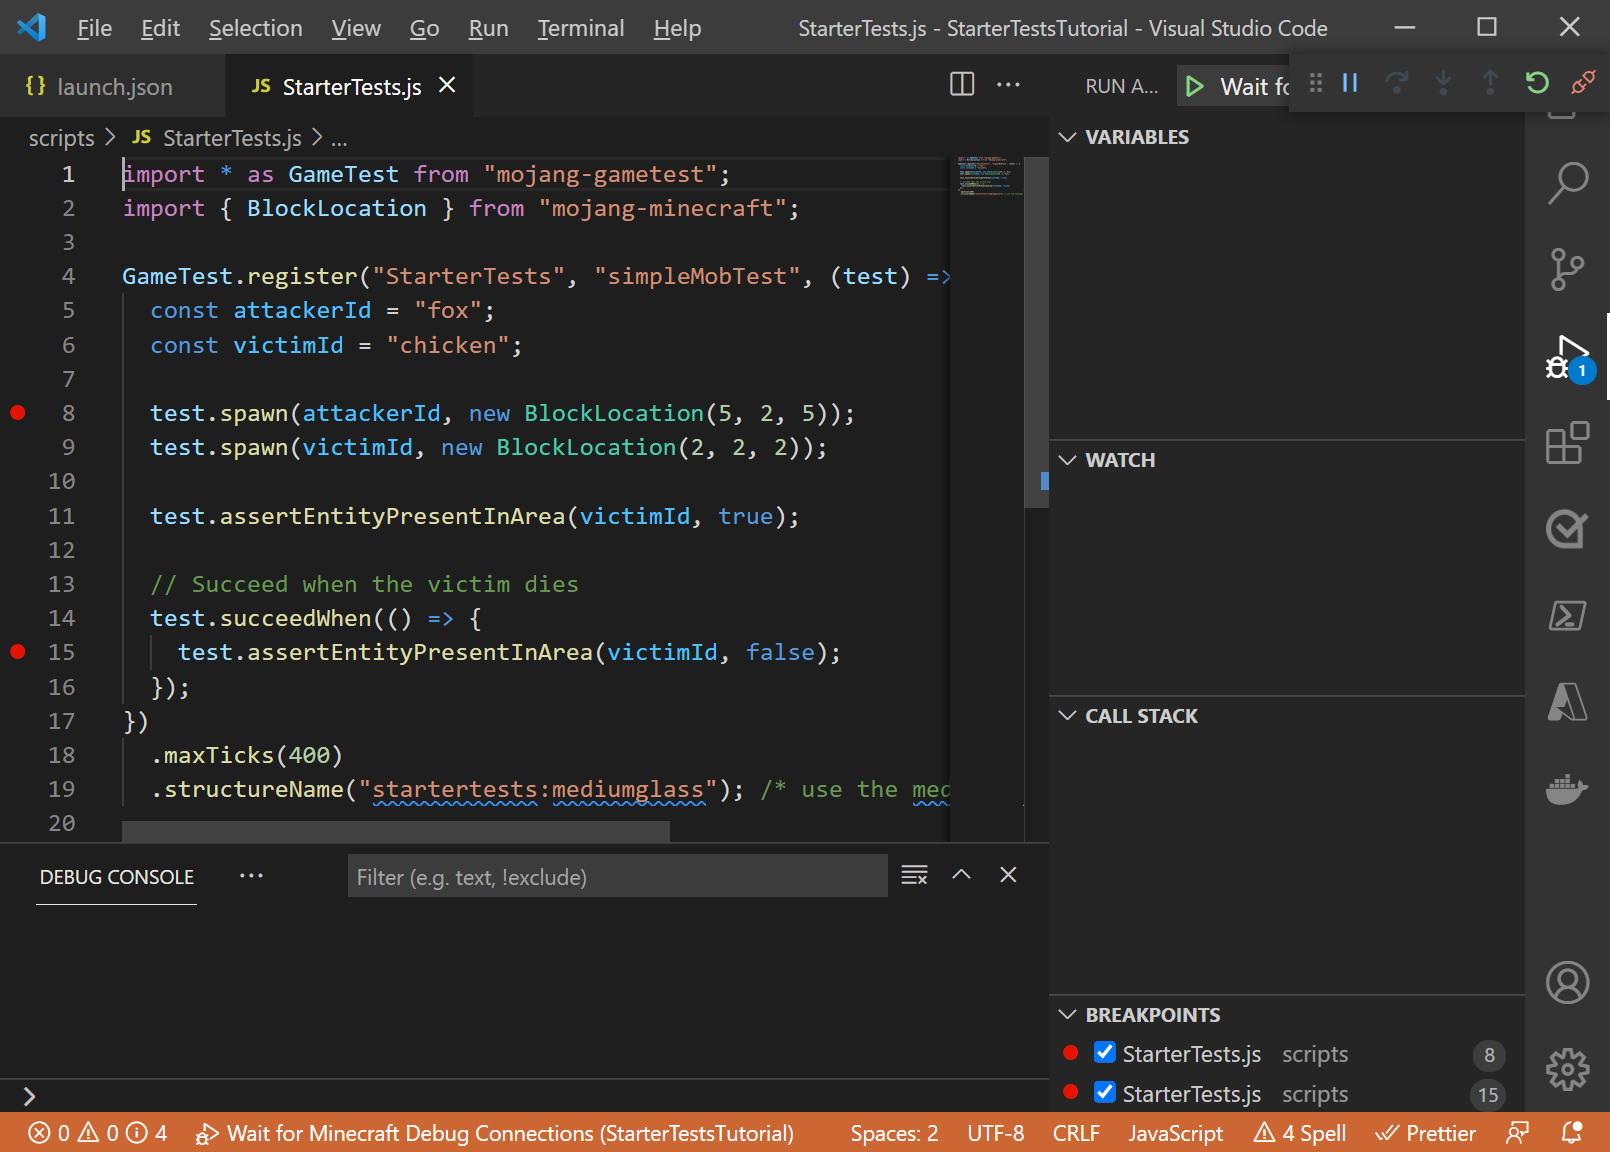 File Edit Selection View Go Run Terminal Help StarterTests.js - StarterTestsTutorial - Visual Studio Code
{} launch.json JS StarterTests.js
scripts > JS StarterTests.js > ...
1 import * as GameTest from "mojang-gametest";
2 import { BlockLocation } from "mojang-minecraft";
3
4 GameTest.register("StarterTests", "simpleMobTest", (test) =>
5 const attackerId = "fox";
6 const victimId = "chicken";
7
8 test.spawn(attackerId, new BlockLocation(5, 2, 5));
9 test.spawn(victimId, new BlockLocation(2, 2, 2));
10
11 test.assertEntityPresentInArea(victimId, true);
12
13 // Succeed when the victim dies
14 test.succeedWhen(() => {
15 test.assertEntityPresentInArea(victimId, false);
16 });
17 })
18 .maxTicks(400)
19 .structureName("startertests:mediumglass"); /* use the med
20
DEBUG CONSOLE ... Filter (e.g. text, !exclude)
>
RUN A... Wait fo
VARIABLES
WATCH
CALL STACK
BREAKPOINTS
StarterTests.js scripts 8
StarterTests.js scripts 15
1
0 0 4 Wait for Minecraft Debug Connections (StarterTestsTutorial) Spaces: 2 UTF-8 CRLF JavaScript 4 Spell Prettier